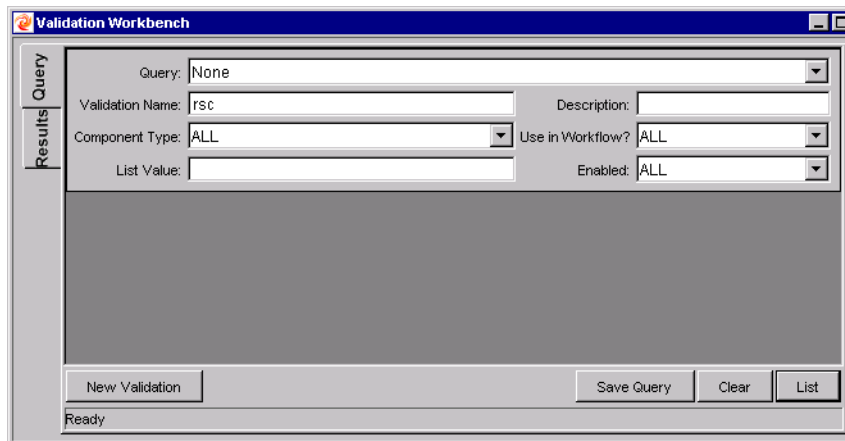 Validation Workbench
Query
Results
Query: None
Validation Name: rsc Description:
Component Type: ALL Use in Workflow? ALL
List Value: Enabled: ALL
New Validation Save Query Clear List
Ready